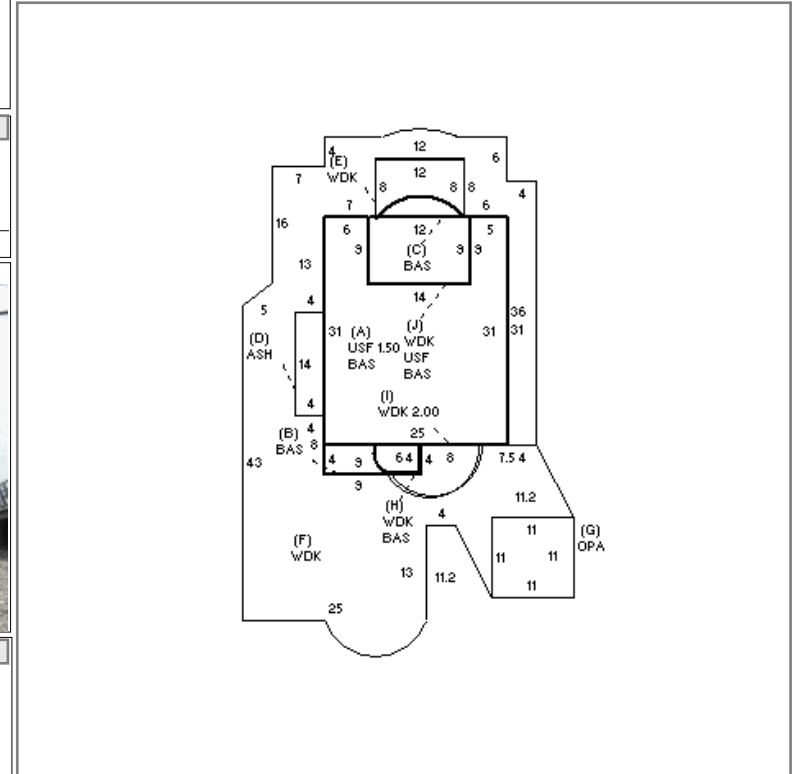 12
4
(E)
WDK
6
12
7
8
8
8
4
7
6
16
6
12
5
9
(C)
BAS
9
9
13
14
4
5
36
31
(A)
USF 1.50
BAS
(J)
WDK
USF
BAS
31
31
(D)
ASH
14
(I)
WDK 2.00
4
4
25
(B)
BAS
8
4
9
6 4
4
8
7.5 4
43
9
11.2
(H)
WDK
BAS
4
(F)
WDK
11
(G)
OPA
11
11
13
11.2
11
25